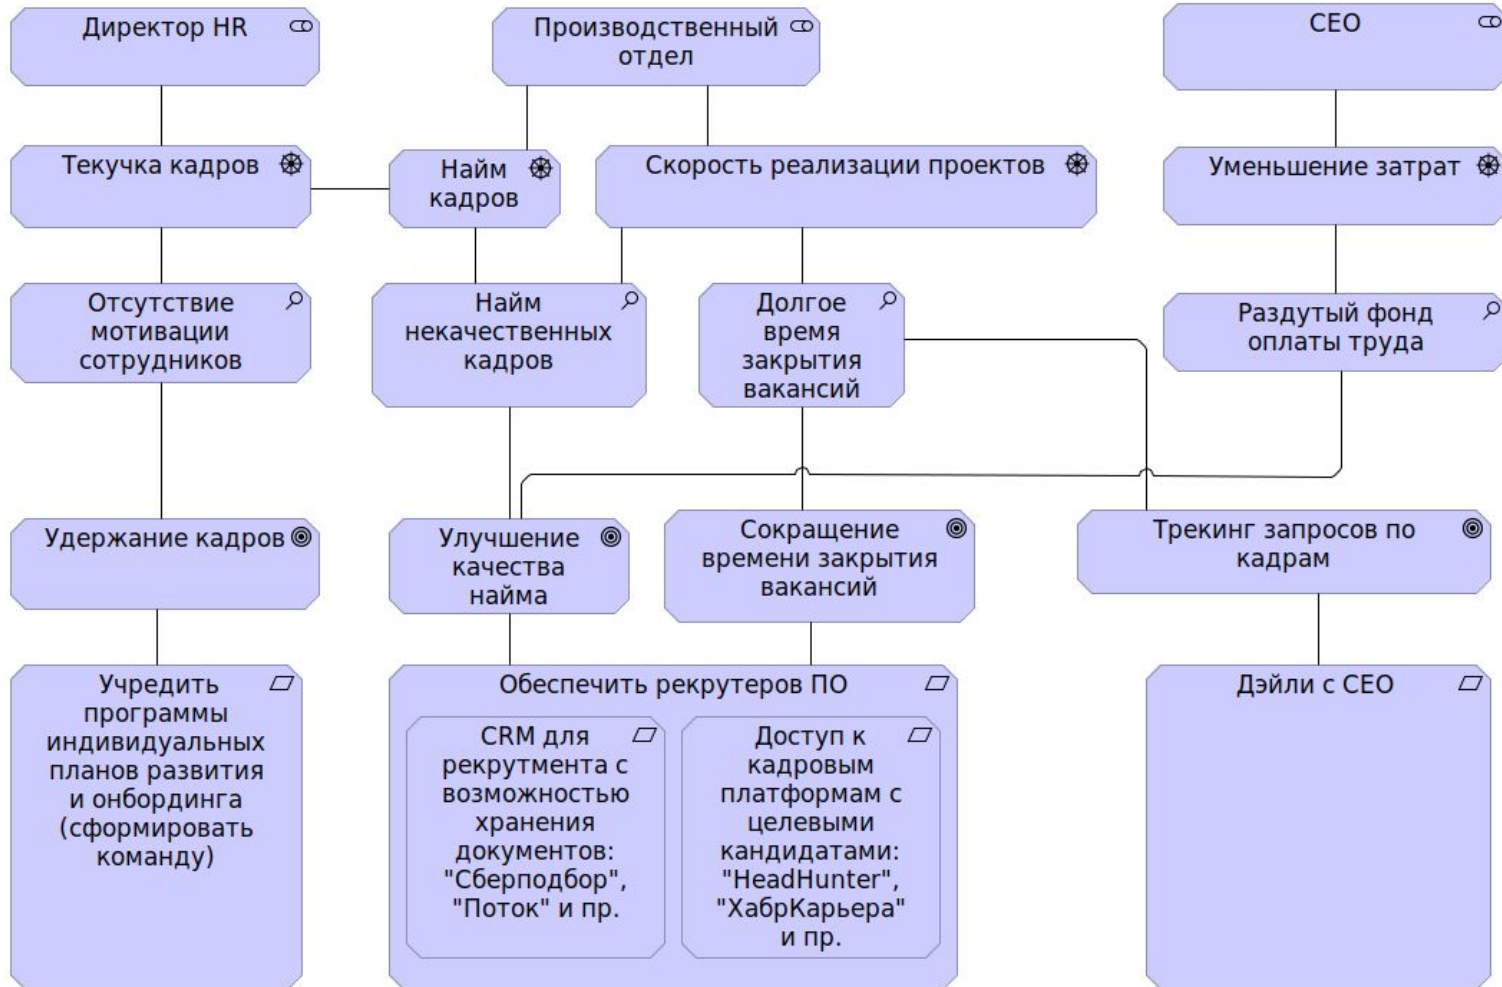 Директор HR
Производственный
отдел
CEO
Текучка кадров
Найм
кадров
Скорость реализации проектов
Уменьшение затрат
Отсутствие
мотивации
сотрудников
Найм
некачественных
кадров
Долгое
время
закрытия
вакансий
Раздутый фонд
оплаты труда
Удержание кадров
Улучшение
качества
найма
Сокращение
времени закрытия
вакансий
Трекинг запросов по
кадрам
Учредить
программы
индивидуальных
планов развития
и онбординга
(сформировать
команду)
Обеспечить рекрутеров ПО
CRM для
рекрутмента с
возможностью
хранения
документов:
"Сберподбор",
"Поток" и пр.
Доступ к
кадровым
платформам с
целевыми
кандидатами:
"HeadHunter",
"ХабрКарьера"
и пр.
Дэйли с CEO